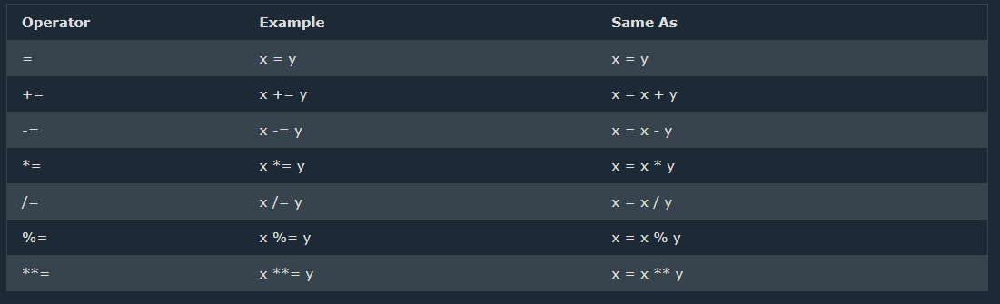 Operator Example Same As
= x = y x = y
+= x += y x = x + y
-= x -= y x = x - y
*= x *= y x = x * y
/= x /= y x = x / y
%= x %= y x = x % y
**= x **= y x = x ** y